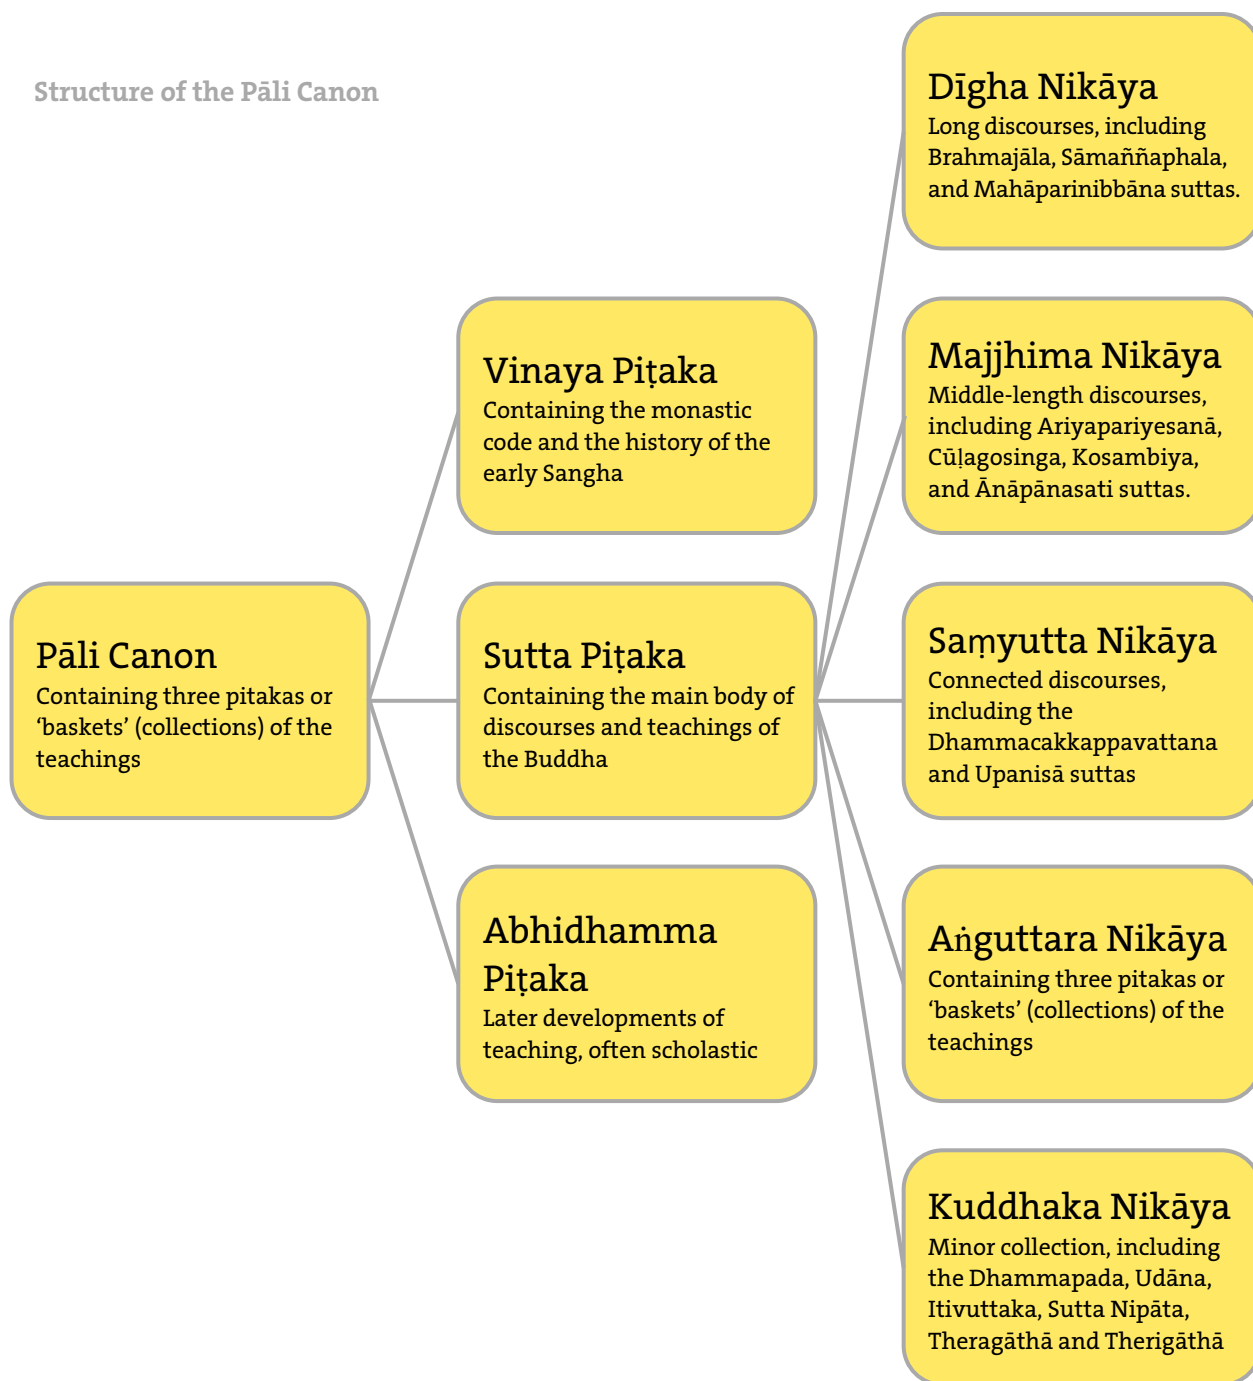 Structure of the Pāli Canon
Pāli Canon
Containing three pitakas or
‘baskets’ (collections) of the
teachings
Vinaya Piṭaka
Containing the monastic
code and the history of the
early Sangha
Sutta Piṭaka
Containing the main body of
discourses and teachings of
the Buddha
Abhidhamma
Piṭaka
Later developments of
teaching, often scholastic
Dīgha Nikāya
Long discourses, including
Brahmajāla, Sāmaññaphala,
and Mahāparinibbāna suttas.
Majjhima Nikāya
Middle-length discourses,
including Ariyapariyesanā,
Cūḷagosinga, Kosambiya,
and Ānāpānasati suttas.
Saṃyutta Nikāya
Connected discourses,
including the
Dhammacakkappavattana
and Upanisā suttas
Aṅguttara Nikāya
Containing three pitakas or
‘baskets’ (collections) of the
teachings
Kuddhaka Nikāya
Minor collection, including
the Dhammapada, Udāna,
Itivuttaka, Sutta Nipāta,
Theragāthā and Therigāthā